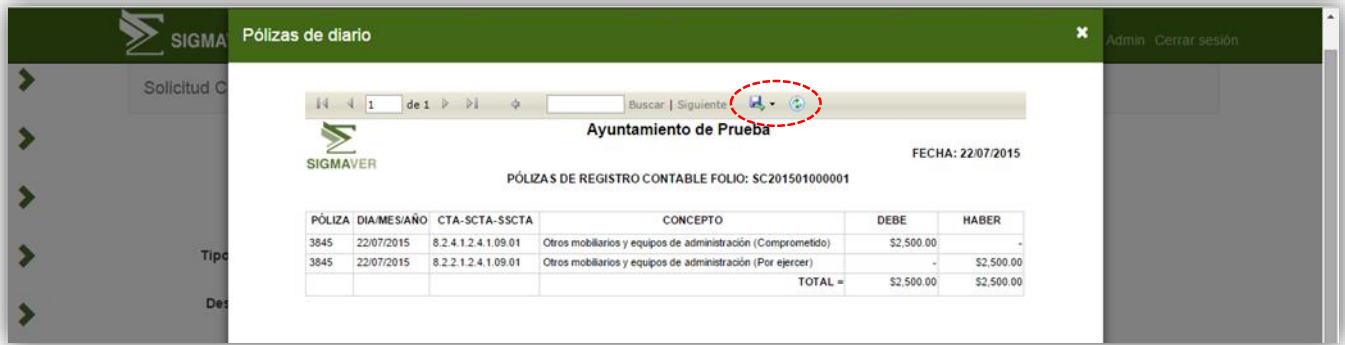 SIGMA
Pólizas de diario
Admin Cerrar sesión
Solicitud C
1 de 1 Buscar | Siguiente
Ayuntamiento de Prueba
SIGMAVER
FECHA: 22/07/2015
PÓLIZAS DE REGISTRO CONTABLE FOLIO: SC201501000001
PÓLIZA DIA/MES/AÑO CTA-SCTA-SSCTA CONCEPTO DEBE HABER
3845 22/07/2015 8.2.4.1.2.4.1.09.01 Otros mobiliarios y equipos de administración (Comprometido) $2,500.00 -
3845 22/07/2015 8.2.2.1.2.4.1.09.01 Otros mobiliarios y equipos de administración (Por ejercer) - $2,500.00
TOTAL = $2,500.00 $2,500.00
Tipo
Des